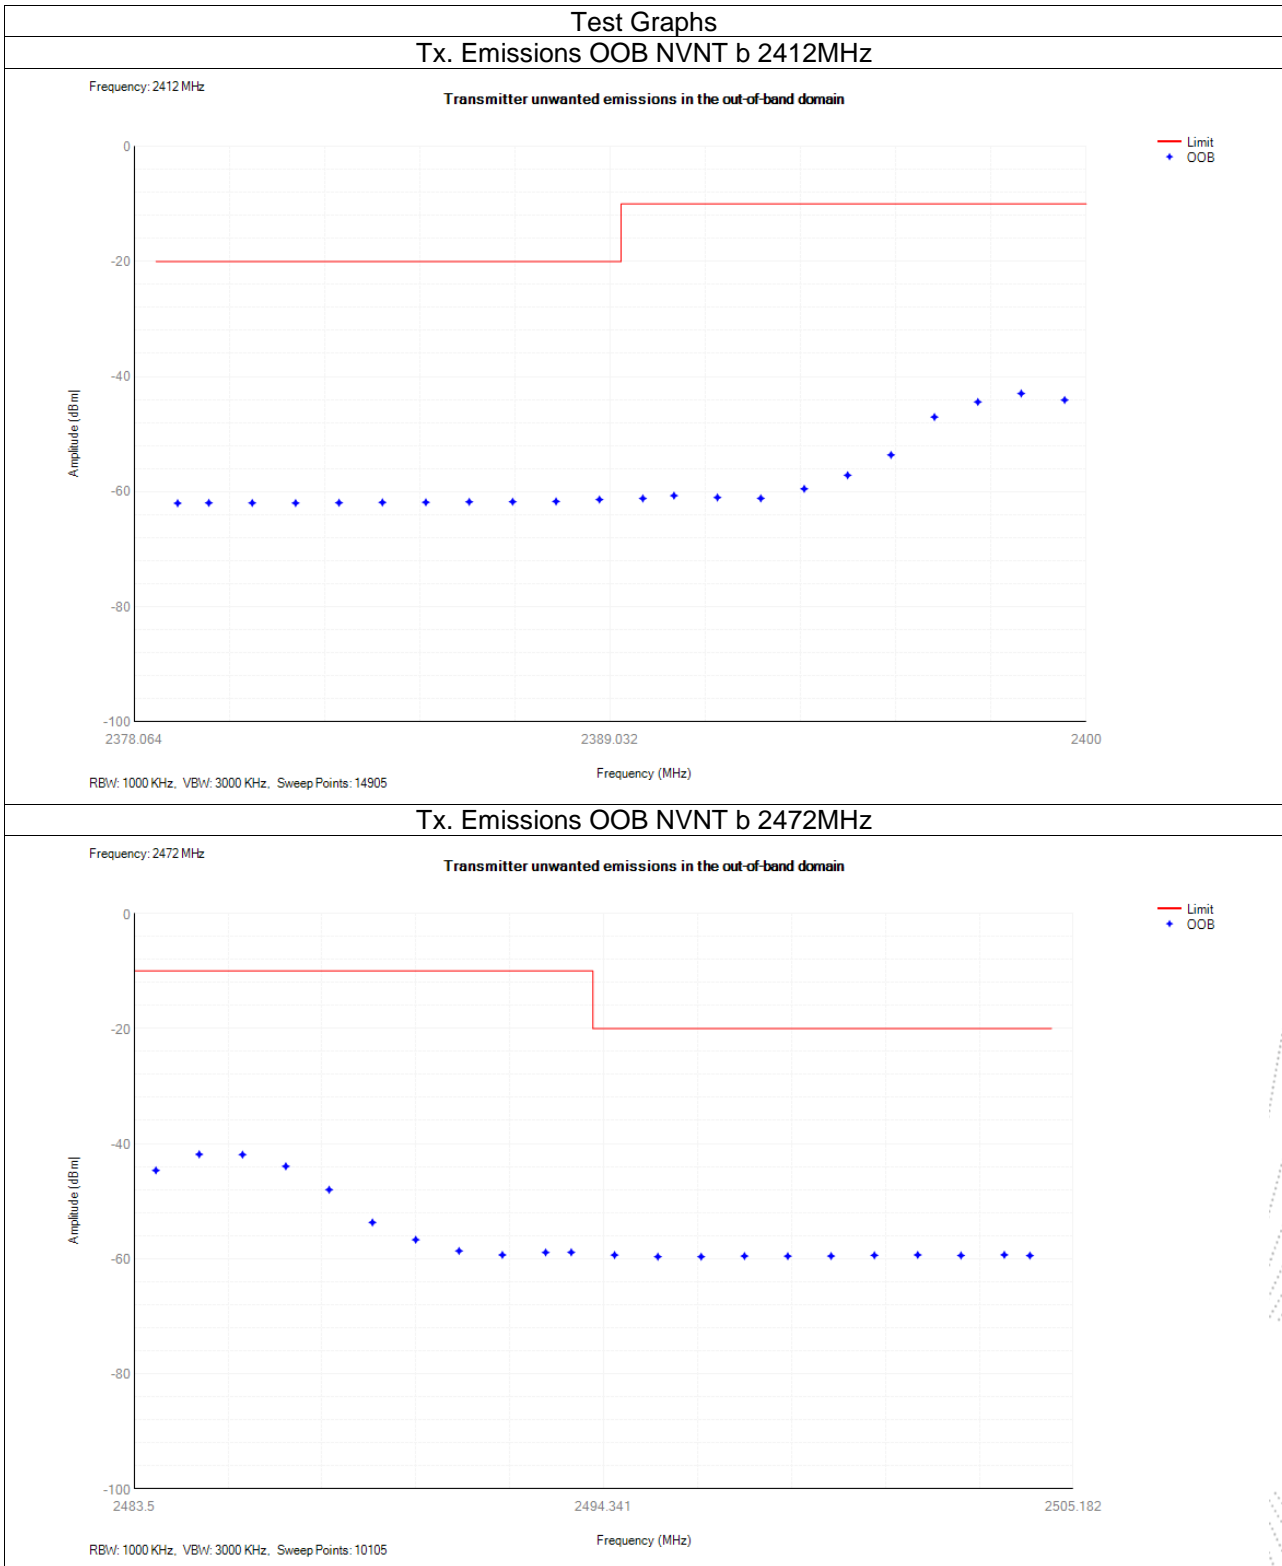 Test Graphs
Tx. Emissions OOB NVNT b 2412MHz
Frequency: 2412 MHz
Transmitter unwanted emissions in the out-of-band domain
Limit
OOB
0
-20
-40
-60
-80
-100
Amplitude (dBm)
2378.064
2389.032
2400
Frequency (MHz)
RBW: 1000 KHz, VBW: 3000 KHz, Sweep Points: 14905
Tx. Emissions OOB NVNT b 2472MHz
Frequency: 2472 MHz
Transmitter unwanted emissions in the out-of-band domain
Limit
OOB
0
-20
-40
-60
-80
-100
Amplitude (dBm)
2483.5
2494.341
2505.182
Frequency (MHz)
RBW: 1000 KHz, VBW: 3000 KHz, Sweep Points: 10105